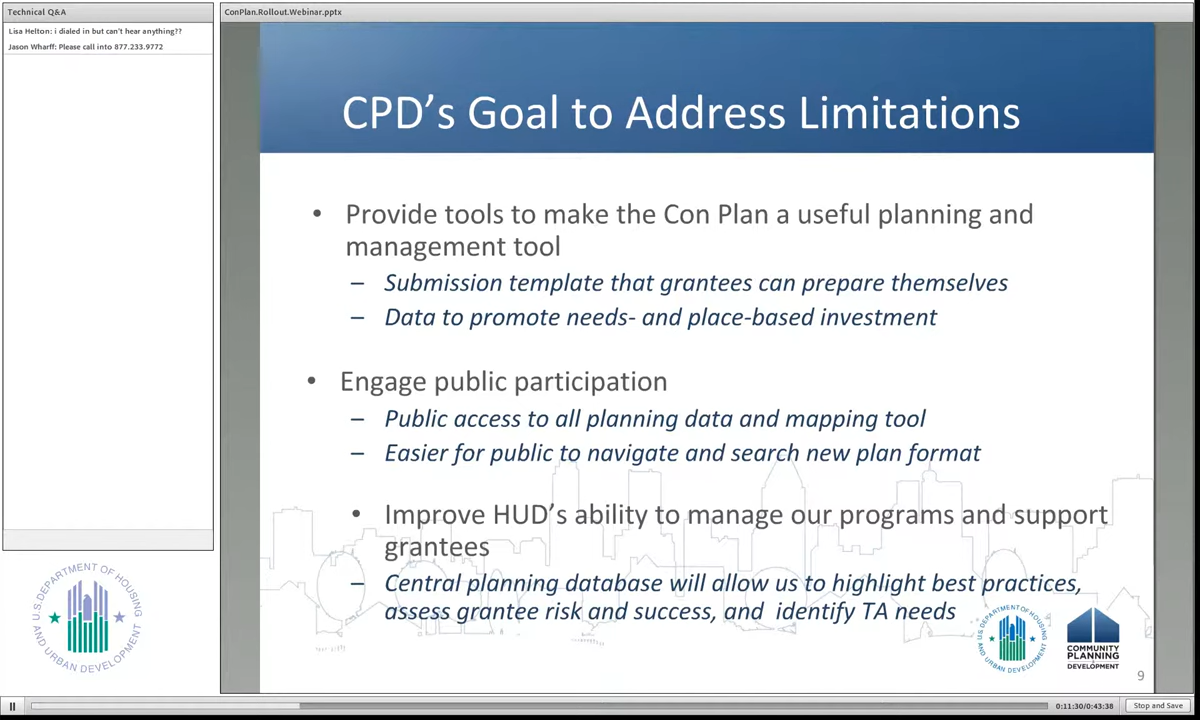 Technical Q&A
Lisa Helton: i dialed in but can't hear anything??
Jason Wharff: Please call into 877.233.9772
ConPlan.Rollout.Webinar.pptx
CPD's Goal to Address Limitations
• Provide tools to make the Con Plan a useful planning and
management tool
– Submission template that grantees can prepare themselves
– Data to promote needs- and place-based investment
• Engage public participation
– Public access to all planning data and mapping tool
– Easier for public to navigate and search new plan format
• Improve HUD's ability to manage our programs and support
grantees
– Central planning database will allow us to highlight best practices,
assess grantee risk and success, and identify TA needs
U.S. DEPARTMENT OF HOUSING
AND URBAN DEVELOPMENT
U.S. DEPARTMENT OF HOUSING
AND URBAN DEVELOPMENT
COMMUNITY
PLANNING
DEVELOPMENT
9
0:11:30/0:43:38
Stop and Save